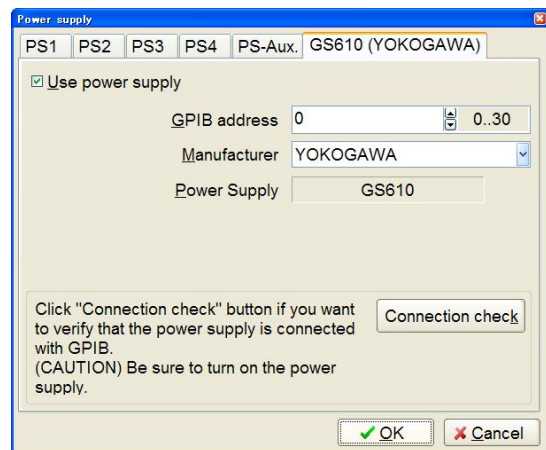 Power supply
PS1 PS2 PS3 PS4 PS-Aux. GS610 (YOKOGAWA)
Use power supply
GPIB address 0 0..30
Manufacturer YOKOGAWA
Power Supply GS610
Click "Connection check" button if you want
to verify that the power supply is connected
with GPIB.
(CAUTION) Be sure to turn on the power
supply.
Connection check
OK Cancel